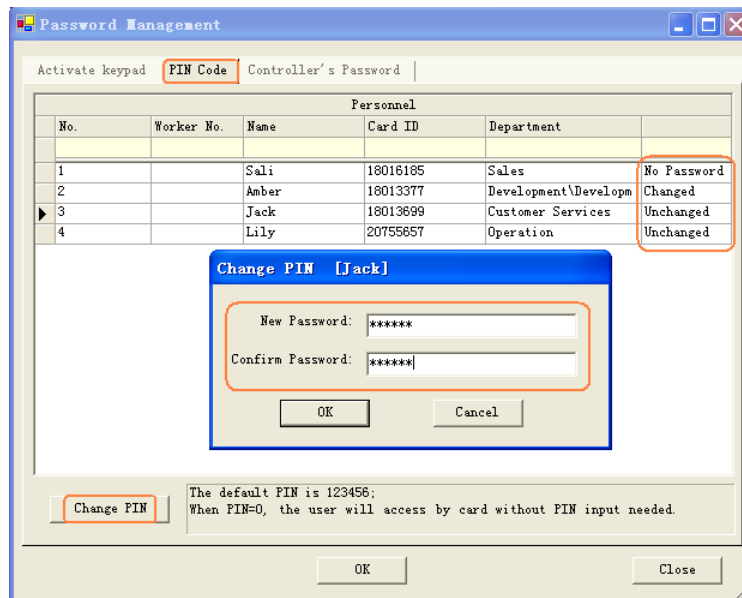 Password Management
Activate keypad PIN Code Controller's Password
Personnel
No. Worker No. Name Card ID Department
1 Sali 18016185 Sales No Password
2 Amber 18013377 Development\Developm Changed
3 Jack 18013699 Customer Services Unchanged
4 Lily 20755657 Operation Unchanged
Change PIN [Jack]
New Password: ******
Confirm Password: ******
OK Cancel
Change PIN
The default PIN is 123456;
When PIN=0, the user will access by card without PIN input needed.
OK Close